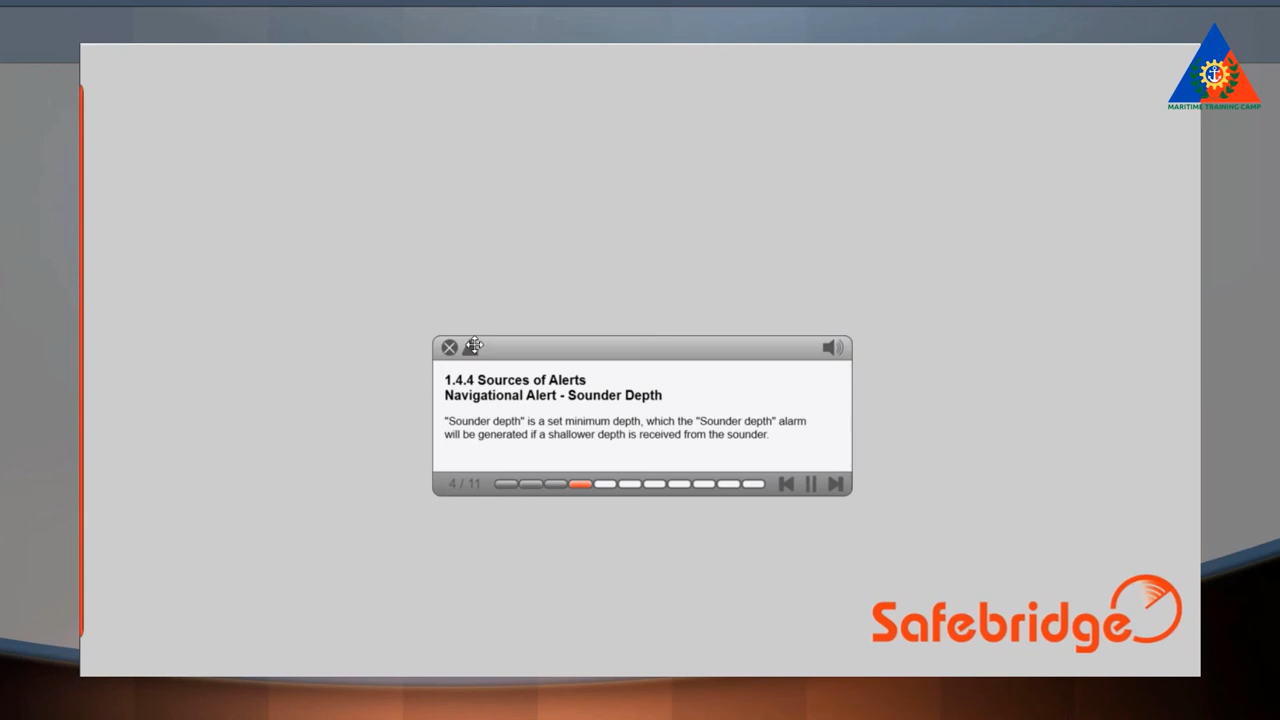 MARITIME TRAINING CAMP
1.4.4 Sources of Alerts
Navigational Alert - Sounder Depth
"Sounder depth" is a set minimum depth, which the "Sounder depth" alarm
will be generated if a shallower depth is received from the sounder.
4 / 11
Safebridge